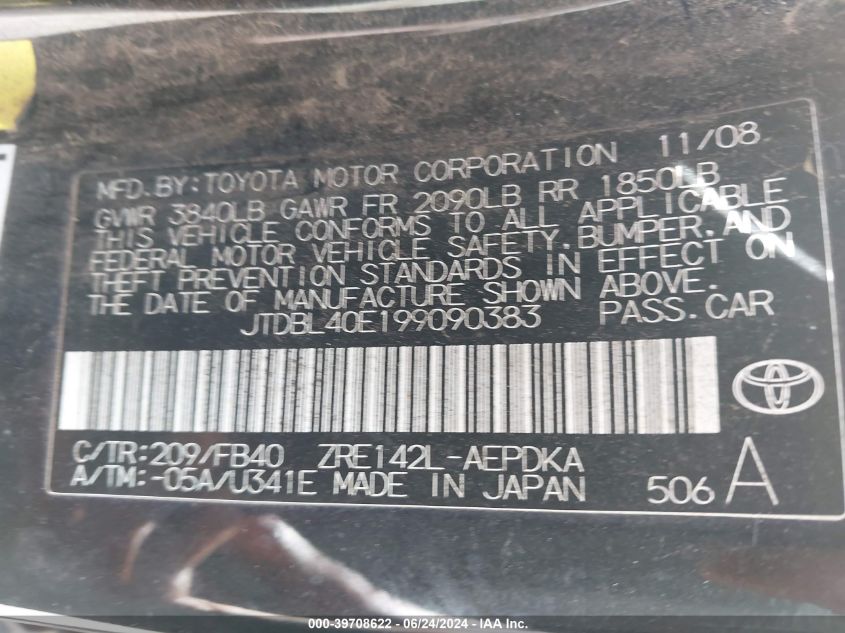 MFD.BY:TOYOTA MOTOR CORPORATION 11/08
GVWR 3840LB GAWR FR 2090LB RR 1850LB
THIS VEHICLE CONFORMS TO ALL APPLICABLE
FEDERAL MOTOR VEHICLE SAFETY,BUMPER,AND
THEFT PREVENTION STANDARDS IN EFFECT ON
THE DATE OF MANUFACTURE SHOWN ABOVE.
JTDBL40E199090383 PASS.CAR
C/TR:209/FB40 ZRE142L-AEPDKA
A/TM:-05A/U341E MADE IN JAPAN 506 A
000-39708622 - 06/24/2024 - IAA Inc.